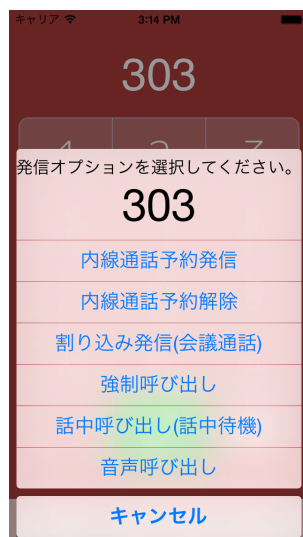 キャリア 3:14 PM
303
1 2 3
発信オプションを選択してください。
303
内線通話予約発信
内線通話予約解除
割り込み発信(会議通話)
強制呼び出し
話中呼び出し(話中待機)
音声呼び出し
キャンセル